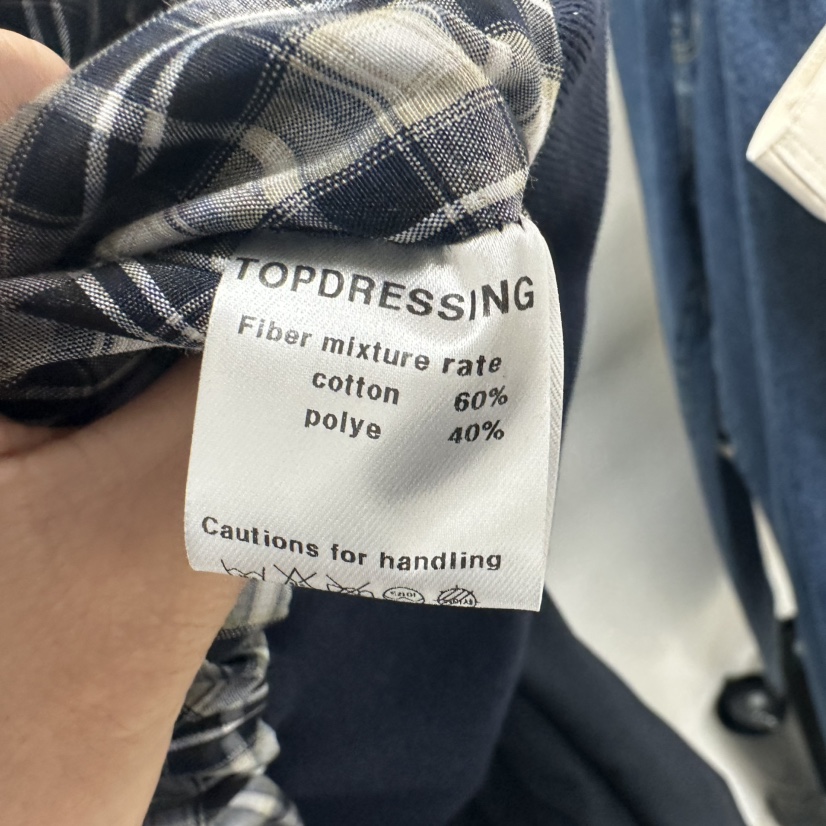 TOPDRESSING
Fiber mixture rate
cotton 60%
polye 40%
Cautions for handling